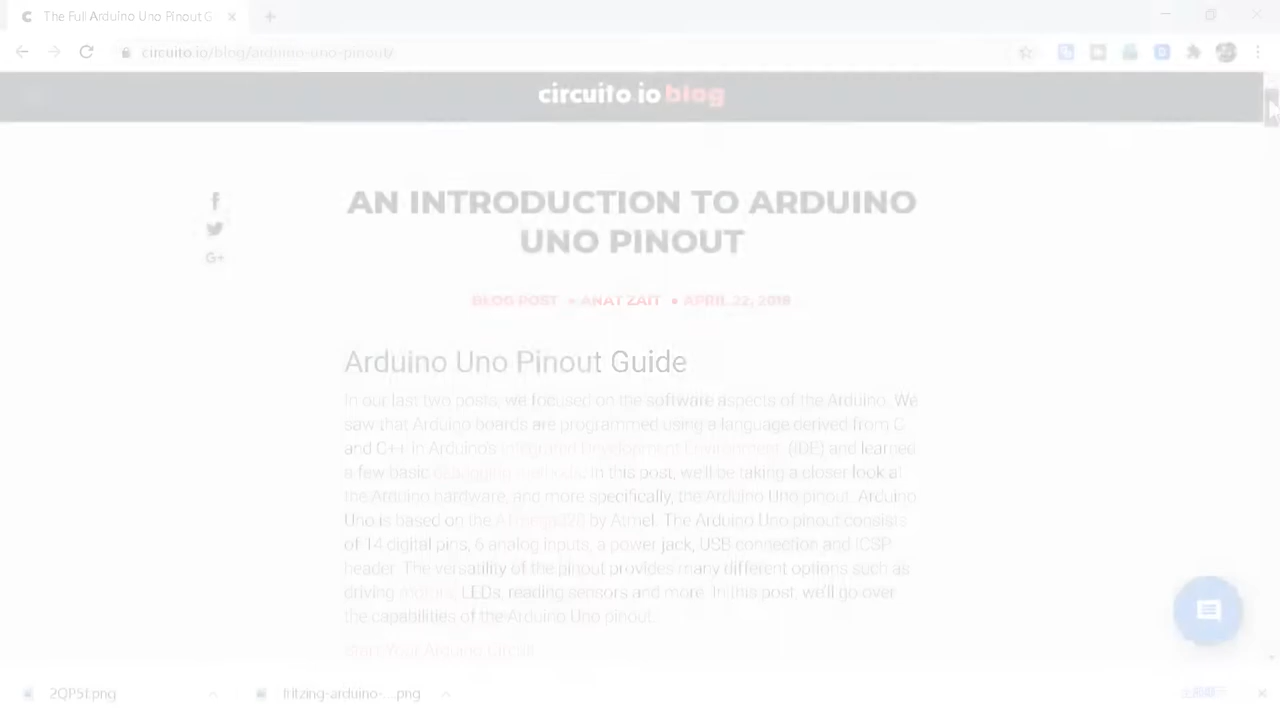 The Full Arduino Uno Pinout G
circuito.io/blog/arduino-uno-pinout/
circuito io blog
AN INTRODUCTION TO ARDUINO
UNO PINOUT
BLOG POST • ANAT ZAIT • APRIL 22, 2018
G+
Arduino Uno Pinout Guide
In our last two posts, we focused on the software aspects of the Arduino. We
saw that Arduino boards are programmed using a language derived from C
and C++ in Arduino's Integrated Development Environment (IDE) and learned
a few basic debugging methods. In this post, we'll be taking a closer look at
the Arduino hardware, and more specifically, the Arduino Uno pinout. Arduino
Uno is based on the ATmega328 by Atmel. The Arduino Uno pinout consists
of 14 digital pins, 6 analog inputs, a power jack, USB connection and ICSP
header. The versatility of the pinout provides many different options such as
driving motors, LEDs, reading sensors and more. In this post, we'll go over
the capabilities of the Arduino Uno pinout.
Start Your Arduino Circuit
2QP5I.png
fritzing-arduino-....png